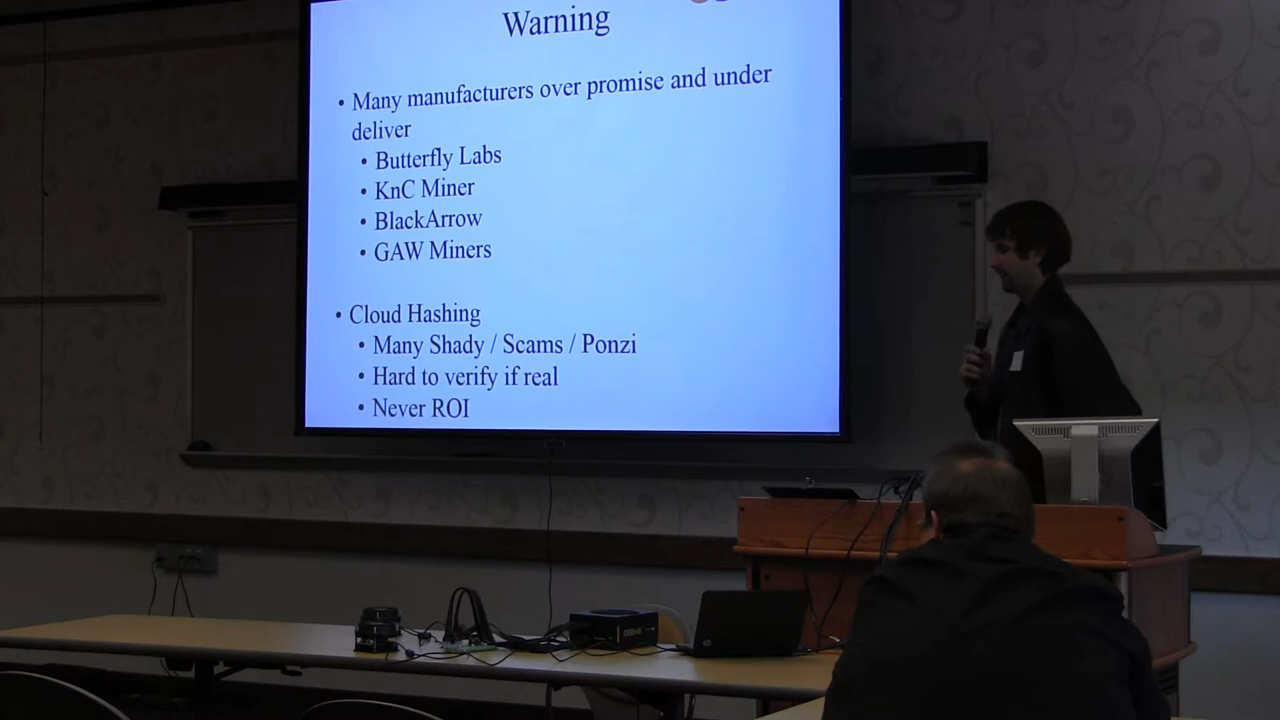 Warning
• Many manufacturers over promise and under
deliver
• Butterfly Labs
• KnC Miner
• BlackArrow
• GAW Miners
• Cloud Hashing
• Many Shady / Scams / Ponzi
• Hard to verify if real
• Never ROI